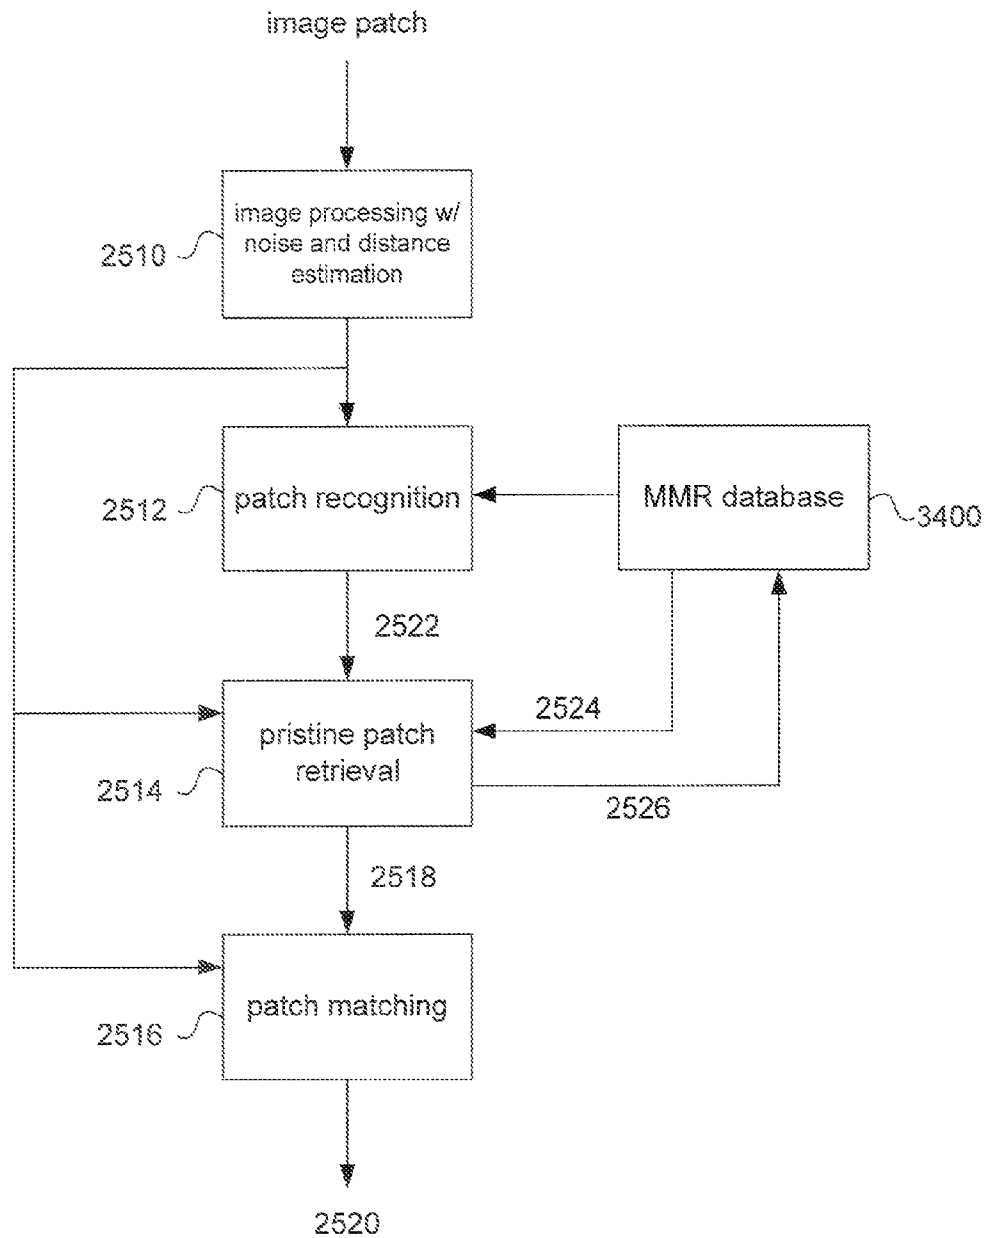 image patch
image processing w/
noise and distance
estimation
2510
patch recognition
2512
MMR database
3400
2522
2524
pristine patch
retrieval
2514
2526
2518
patch matching
2516
2520